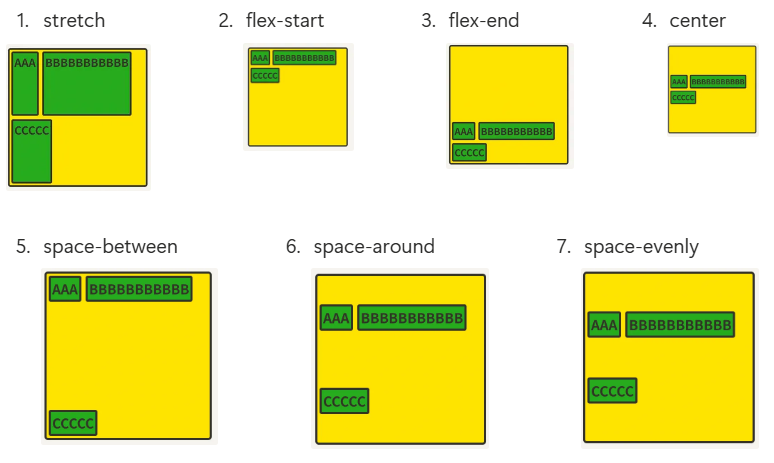 1. stretch
AAA BBBBBBBBBBB
CCCCC
2. flex-start
AAA BBBBBBBBBBB
CCCCC
3. flex-end
AAA BBBBBBBBBBB
CCCCC
4. center
AAA BBBBBBBBBBB
CCCCC
5. space-between
AAA BBBBBBBBBBB
CCCCC
6. space-around
AAA BBBBBBBBBBB
CCCCC
7. space-evenly
AAA BBBBBBBBBBB
CCCCC